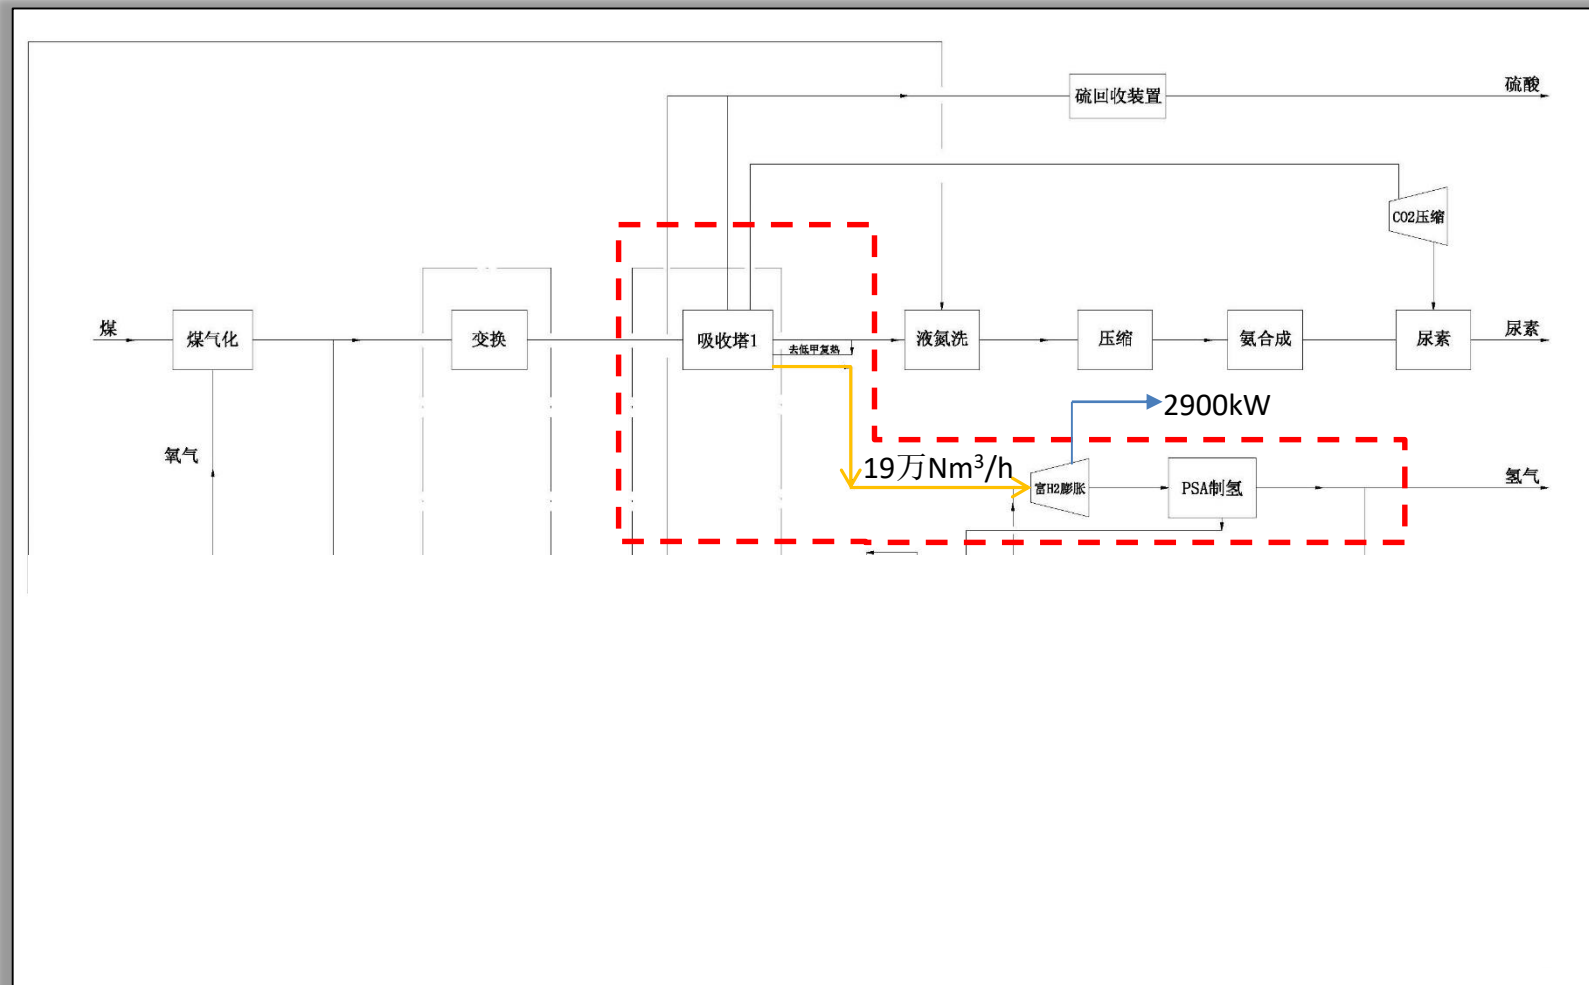 硫回收装置
硫酸
CO2压缩
煤
煤气化
变换
吸收塔1
去低甲复热
液氮洗
压缩
氨合成
尿素
尿素
2900kW
氧气
19万Nm³/h
富H2膨胀
PSA制氢
氢气